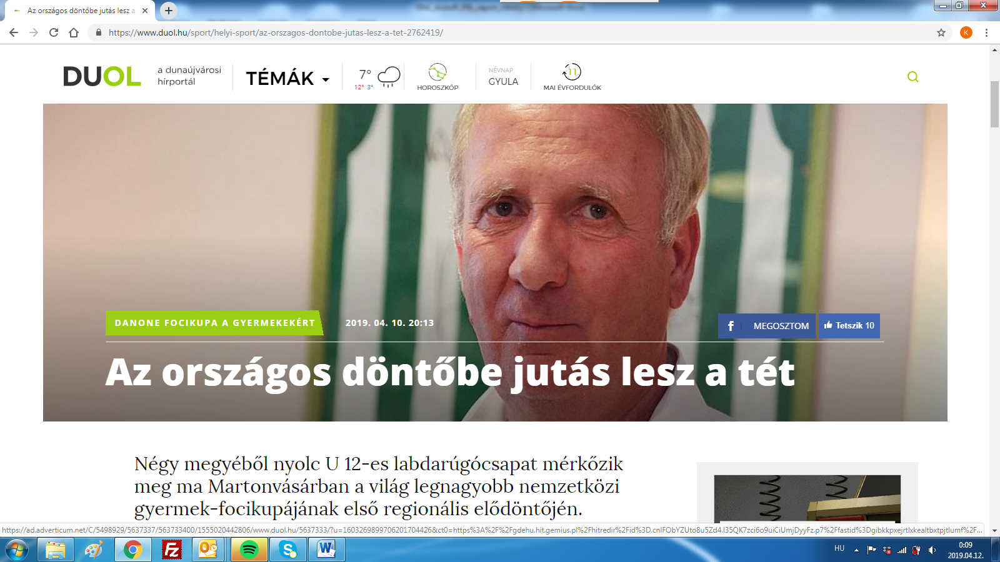 Az országos döntőbe jutás lesz a
https://www.duol.hu/sport/helyi-sport/az-orszagos-dontobe-jutas-lesz-a-tet-2762419/
K
DUOL
a dunaújvárosi
hírportál
TÉMÁK
7°
12° 3°
HOROSZKÓP
NÉVNAP
GYULA
11.
MAI ÉVFORDULÓK
DANONE FOCIKUPA A GYERMEKEKÉRT
2019. 04. 10. 20:13
MEGOSZTOM
Tetszik 10
Az országos döntőbe jutás lesz a tét
Négy megyéből nyolc U 12-es labdarúgócsapat mérkőzik
meg ma Martonvásárban a világ legnagyobb nemzetközi
gyermek-focikupájának első regionális elődöntőjén.
https://ad.adverticum.net/C/5498929/5637337/563733400/1555020442806/www.duol.hu/5637333/?u=1603269899706201704426&ct0=https%3A%2F%2Fgdehu.hit.gemius.pl%2Fhitredir%2Fid%3D.cnlFObYZUto8u5Zd4.I35QK7zci6o9uiCiUmjDyyFz.p7%2Ffastid%3Dgibkkpxejrtlxkealtbxtpjtlumf%2F...
HU
0:09
2019.04.12.